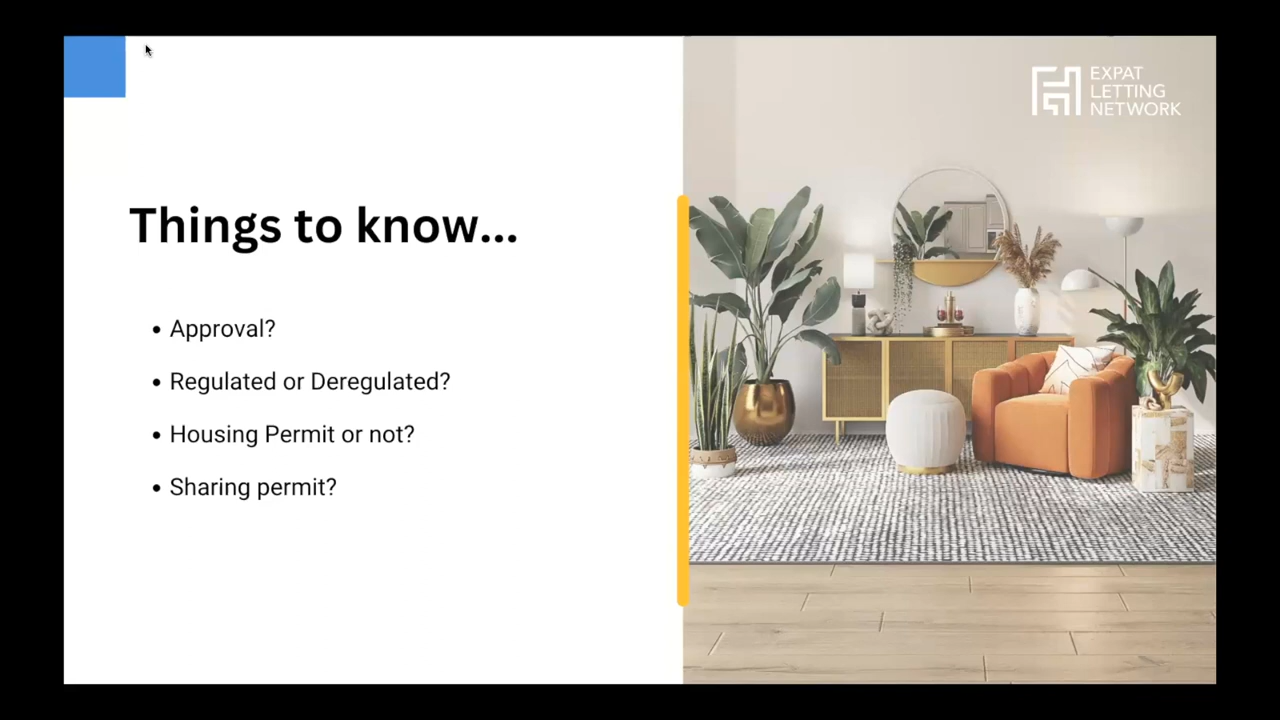 EXPAT
LETTING
NETWORK
Things to know...
• Approval?
• Regulated or Deregulated?
• Housing Permit or not?
• Sharing permit?